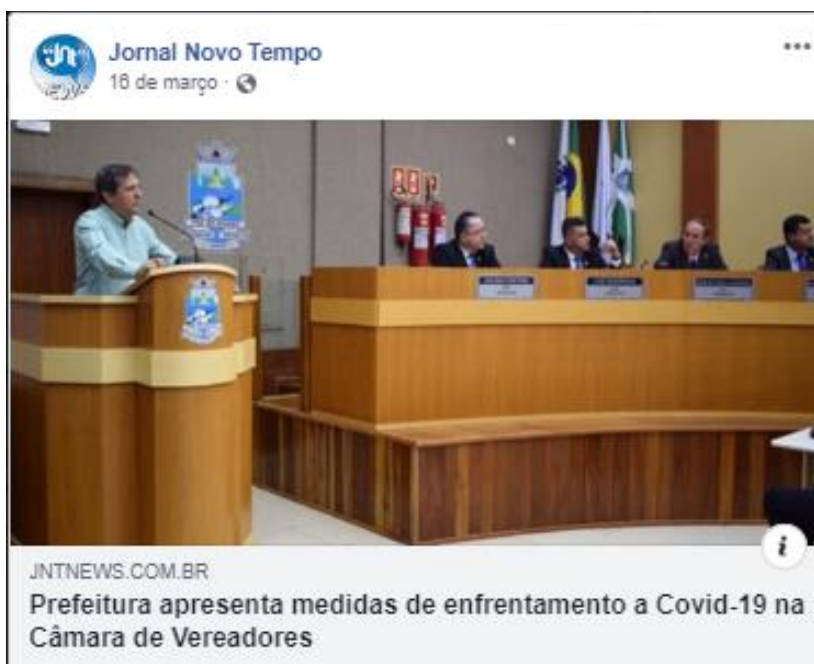 Jornal Novo Tempo
16 de março
JNTNEWS.COM.BR
Prefeitura apresenta medidas de enfrentamento a Covid-19 na
Câmara de Vereadores